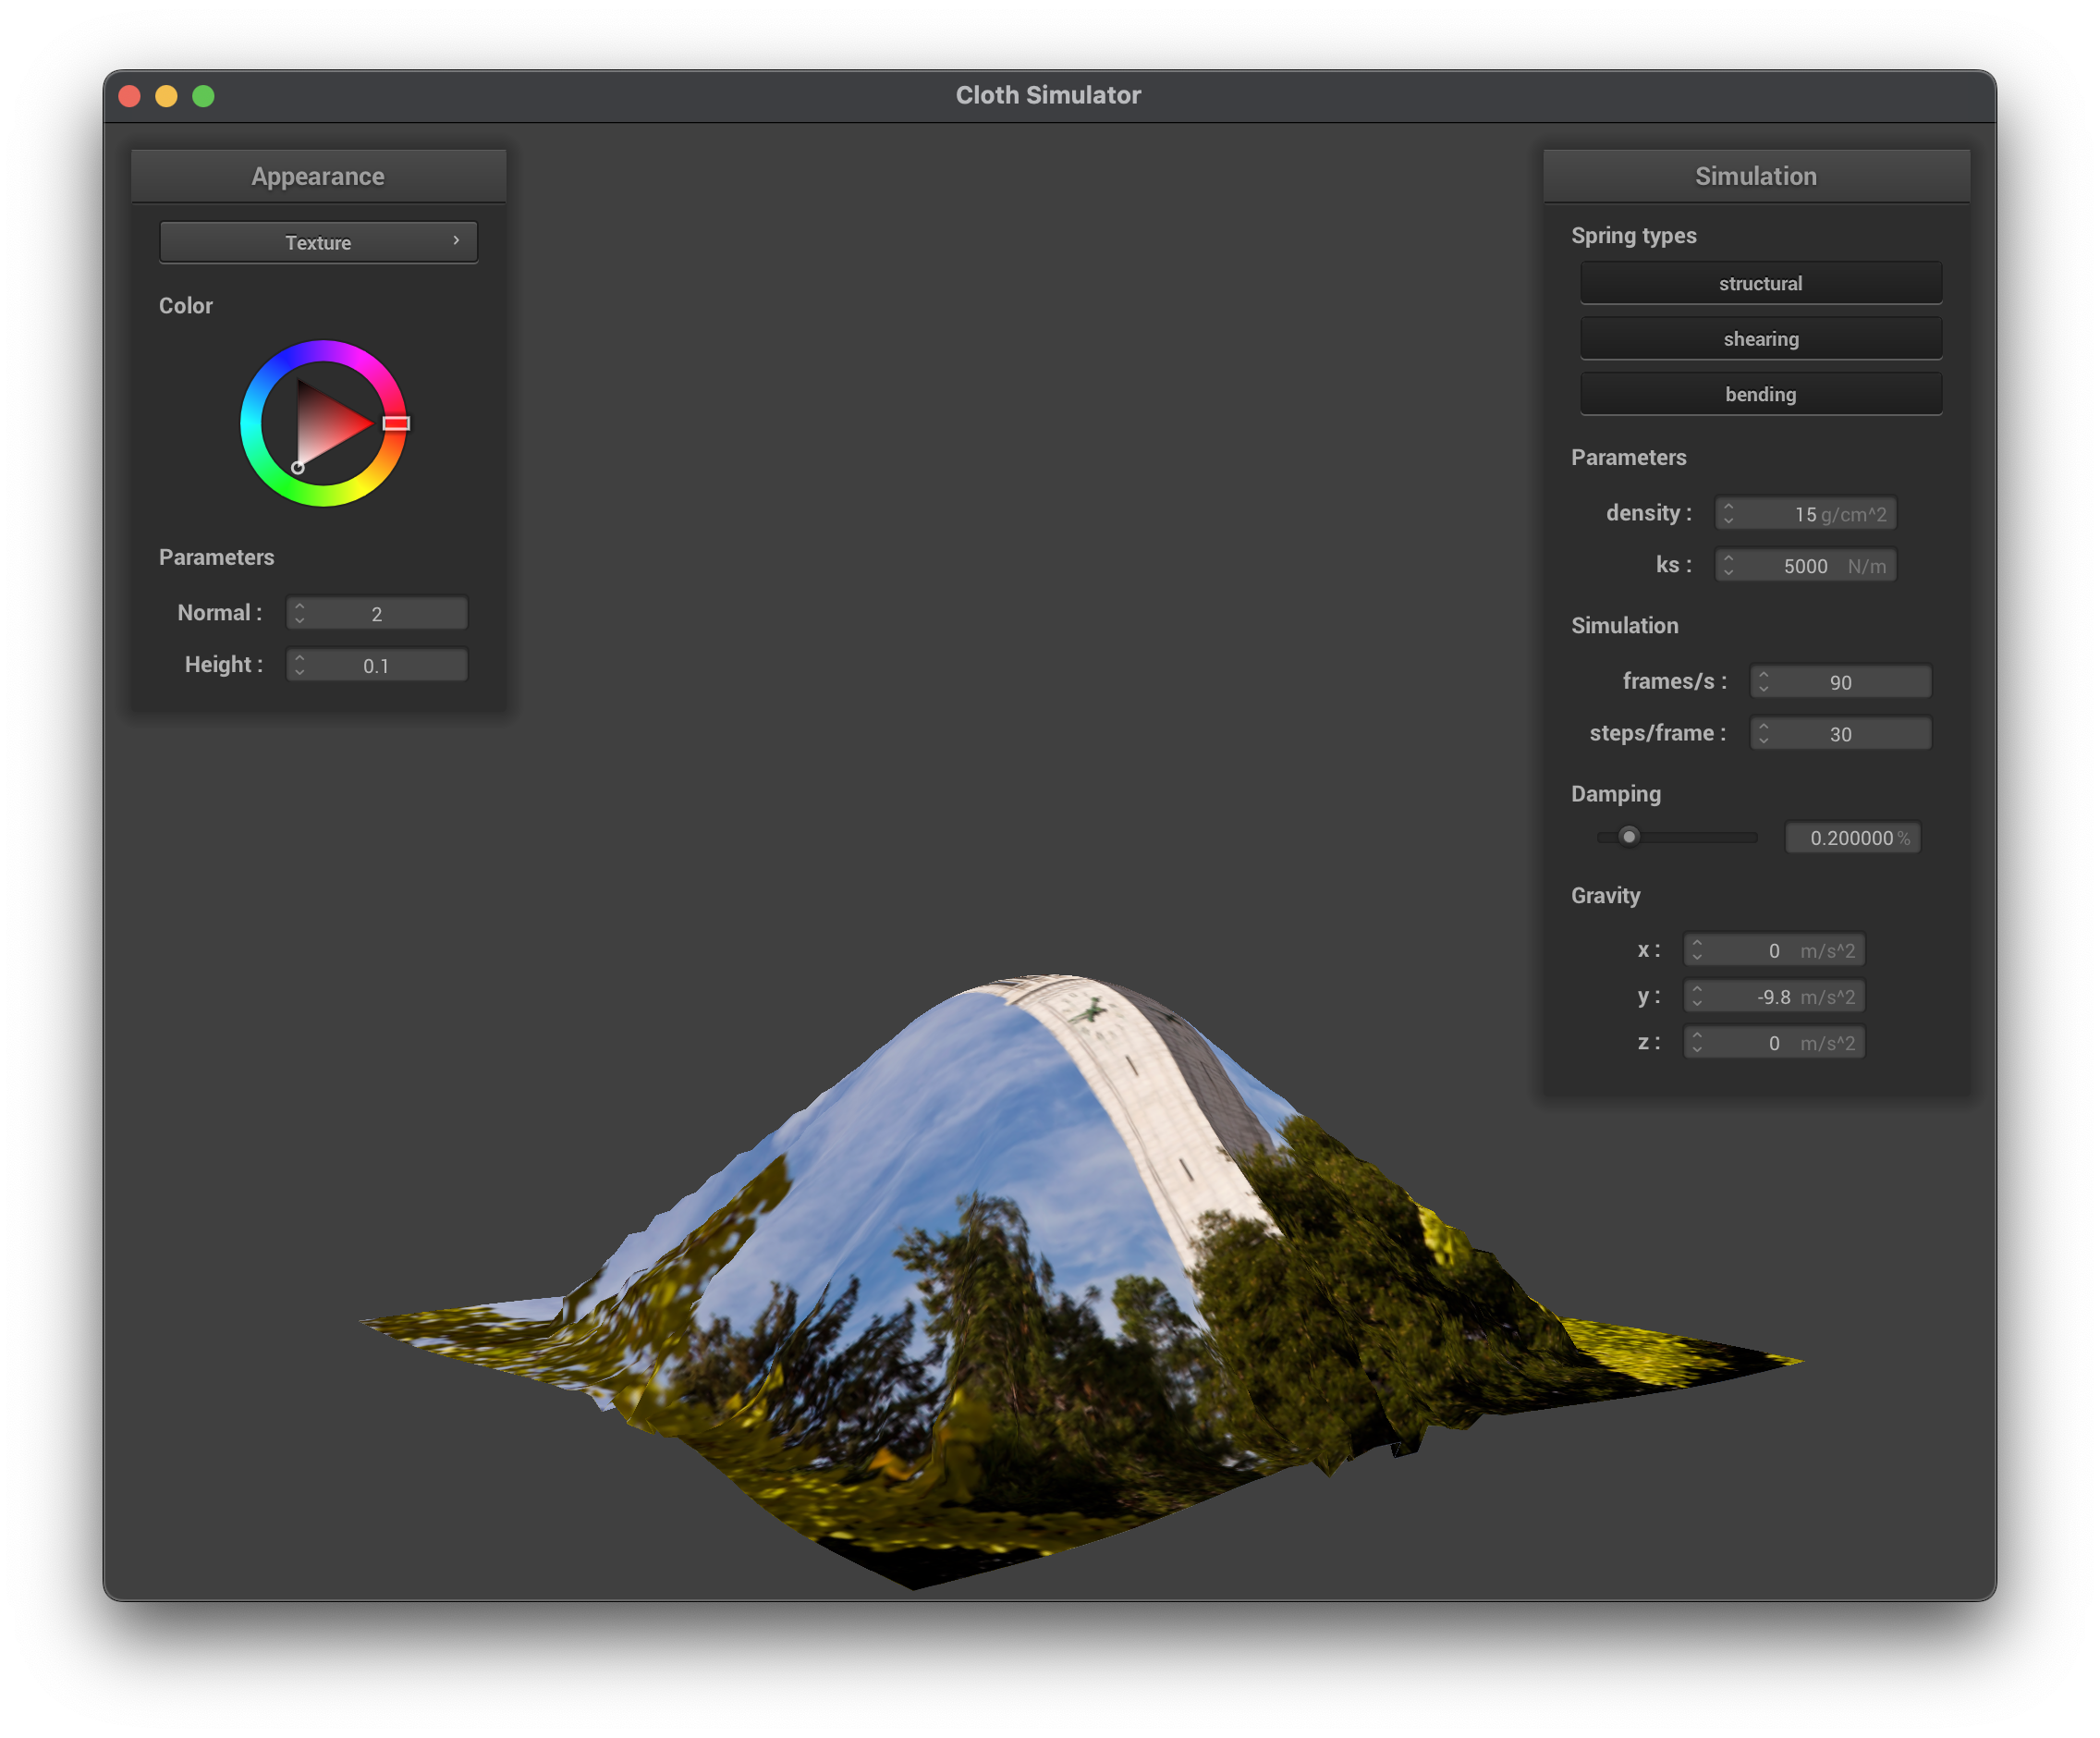 Cloth Simulator
Appearance
Texture
Color
Parameters
Normal : 2
Height : 0.1
Simulation
Spring types
structural
shearing
bending
Parameters
density : 15 g/cm^2
ks : 5000 N/m
Simulation
frames/s : 90
steps/frame : 30
Damping
0.200000 %
Gravity
x : 0 m/s^2
y : -9.8 m/s^2
z : 0 m/s^2